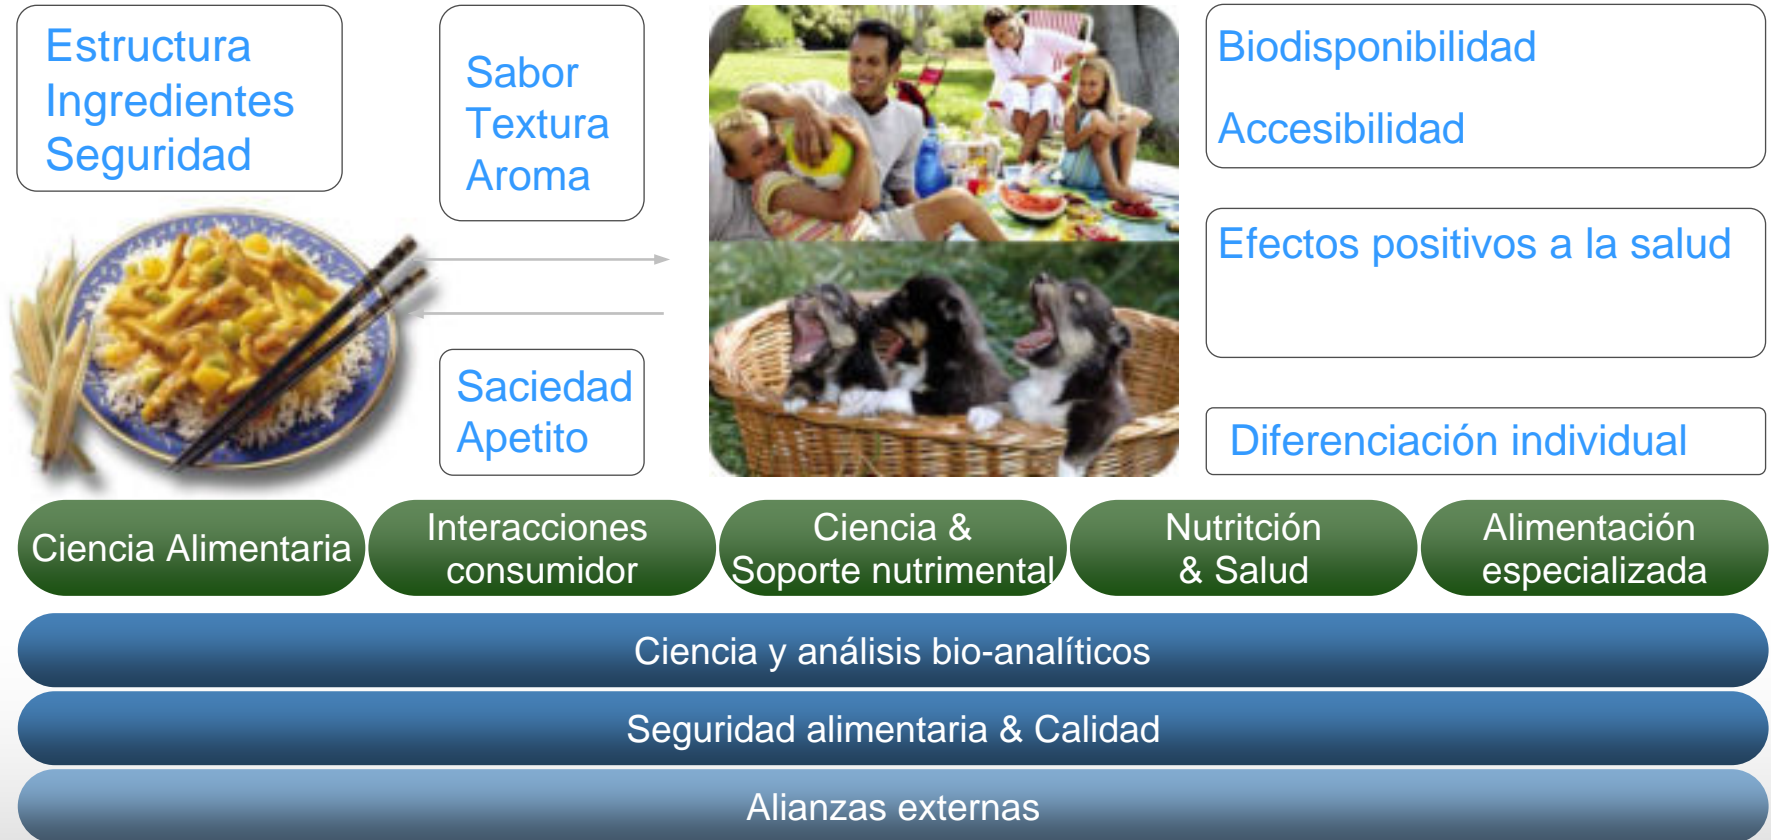 Estructura
Ingredientes
Seguridad
Sabor
Textura
Aroma
Saciedad
Apetito
Biodisponibilidad
Accesibilidad
Efectos positivos a la salud
Diferenciación individual
Ciencia Alimentaria
Interacciones
consumidor
Ciencia &
Soporte nutrimental
Nutritción
& Salud
Alimentación
especializada
Ciencia y análisis bio-analíticos
Seguridad alimentaria & Calidad
Alianzas externas